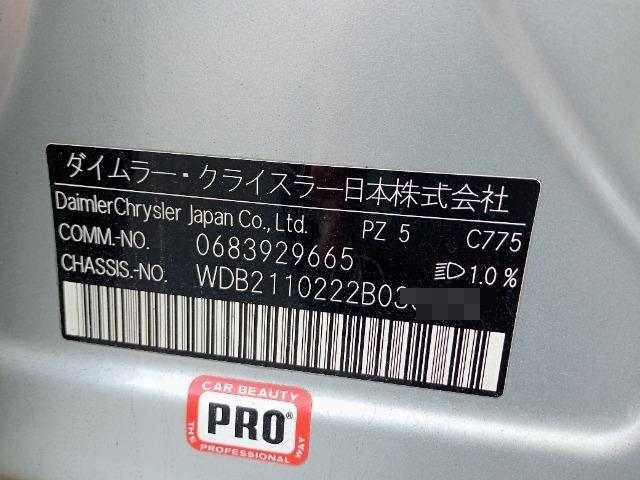 ダイムラー・クライスラー日本株式会社
DaimlerChrysler Japan Co., Ltd. PZ 5 C775
COMM.-NO. 0683929665
CHASSIS.-NO. WDB2110222B03 1.0 %
CAR BEAUTY
PRO®
THE PROFESSIONAL WAY